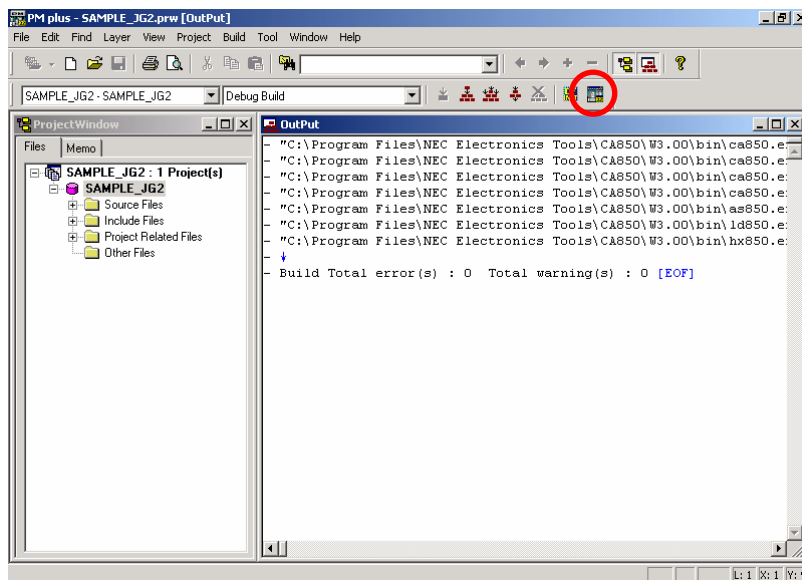 PM plus - SAMPLE_JG2.prw [OutPut]
File Edit Find Layer View Project Build Tool Window Help
SAMPLE_JG2 - SAMPLE_JG2 Debug Build
ProjectWindow
Files Memo
SAMPLE_JG2 : 1 Project(s)
SAMPLE_JG2
Source Files
Include Files
Project Related Files
Other Files
OutPut
- "C:\Program Files\NEC Electronics Tools\CA850\W3.00\bin\ca850.e
- "C:\Program Files\NEC Electronics Tools\CA850\W3.00\bin\ca850.e
- "C:\Program Files\NEC Electronics Tools\CA850\W3.00\bin\ca850.e
- "C:\Program Files\NEC Electronics Tools\CA850\W3.00\bin\ca850.e
- "C:\Program Files\NEC Electronics Tools\CA850\W3.00\bin\as850.e
- "C:\Program Files\NEC Electronics Tools\CA850\W3.00\bin\ld850.e
- "C:\Program Files\NEC Electronics Tools\CA850\W3.00\bin\hx850.e
- ↓
- Build Total error(s) : 0 Total warning(s) : 0 [EOF]
L: 1 X: 1 Y: